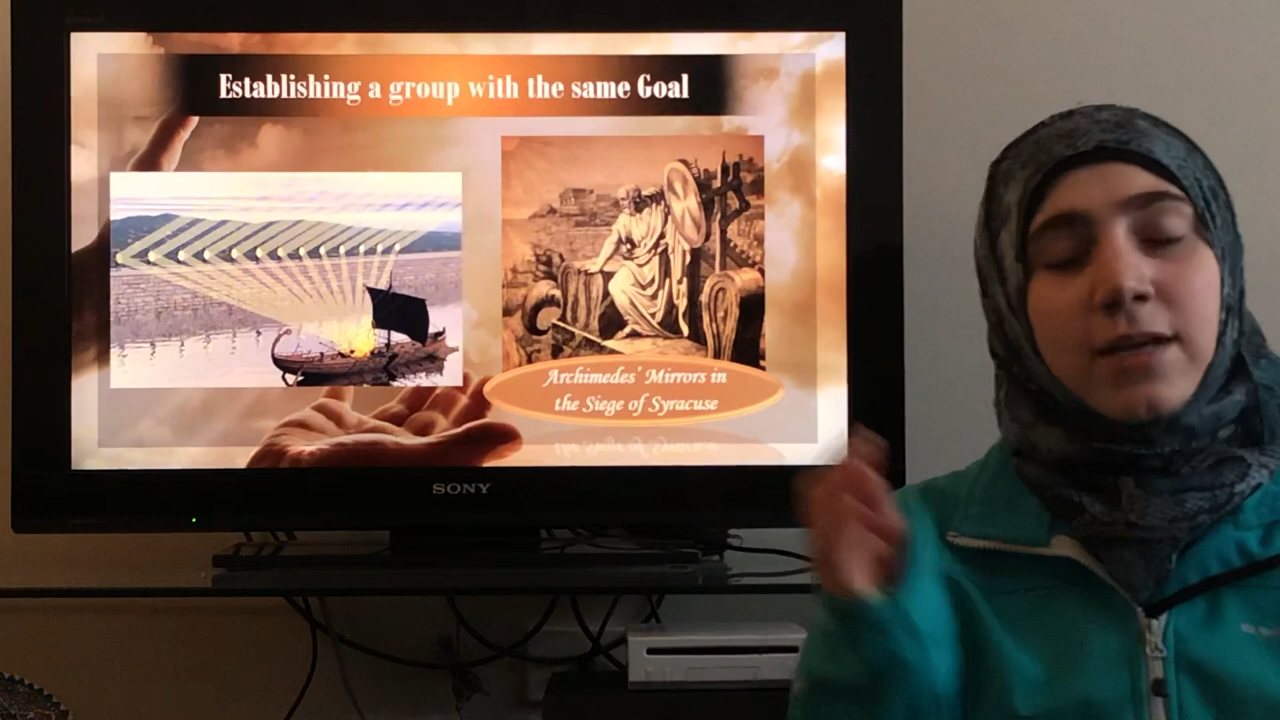 Establishing a group with the same Goal
Archimedes' Mirrors in
the Siege of Syracuse
SONY